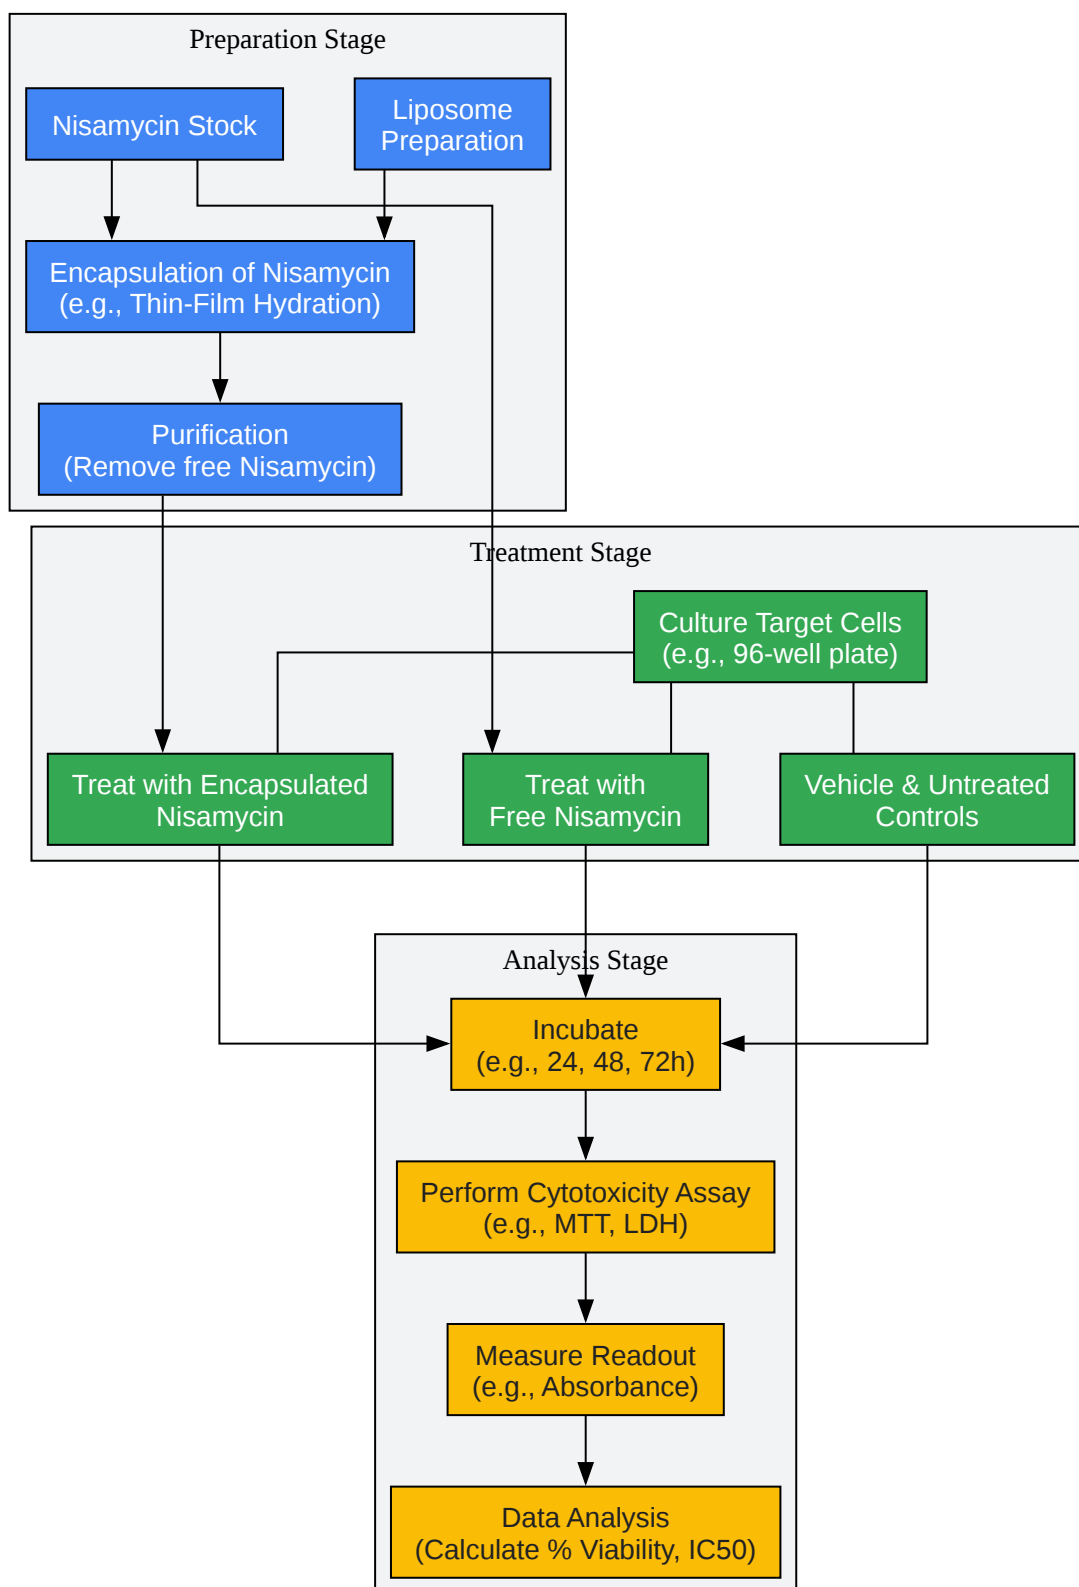 Preparation Stage
Nisamycin Stock
Liposome
Preparation
Encapsulation of Nisamycin
(e.g., Thin-Film Hydration)
Purification
(Remove free Nisamycin)
Treatment Stage
Culture Target Cells
(e.g., 96-well plate)
Treat with Encapsulated
Nisamycin
Treat with
Free Nisamycin
Vehicle & Untreated
Controls
Analysis Stage
Incubate
(e.g., 24, 48, 72h)
Perform Cytotoxicity Assay
(e.g., MTT, LDH)
Measure Readout
(e.g., Absorbance)
Data Analysis
(Calculate % Viability, IC50)